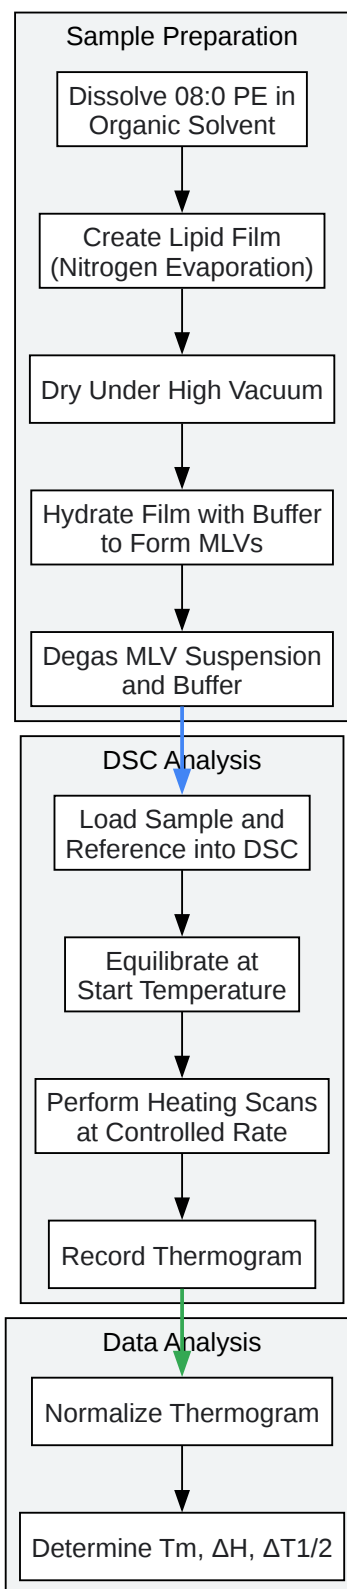 Sample Preparation
Dissolve 08:0 PE in
Organic Solvent
Create Lipid Film
(Nitrogen Evaporation)
Dry Under High Vacuum
Hydrate Film with Buffer
to Form MLVs
Degas MLV Suspension
and Buffer
DSC Analysis
Load Sample and
Reference into DSC
Equilibrate at
Start Temperature
Perform Heating Scans
at Controlled Rate
Record Thermogram
Data Analysis
Normalize Thermogram
Determine Tm, ΔH, ΔT1/2